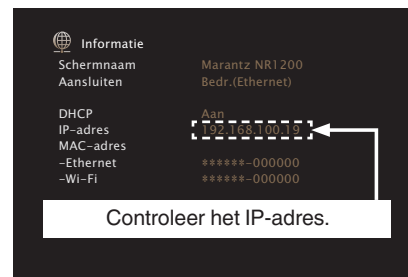 Informatie
Schermnaam Marantz NR1200
Aansluiten Bedr.(Ethernet)
DHCP Aan
IP-adres 192.168.100.19
MAC-adres
-Ethernet ******-000000
-Wi-Fi ******-000000
Controleer het IP-adres.